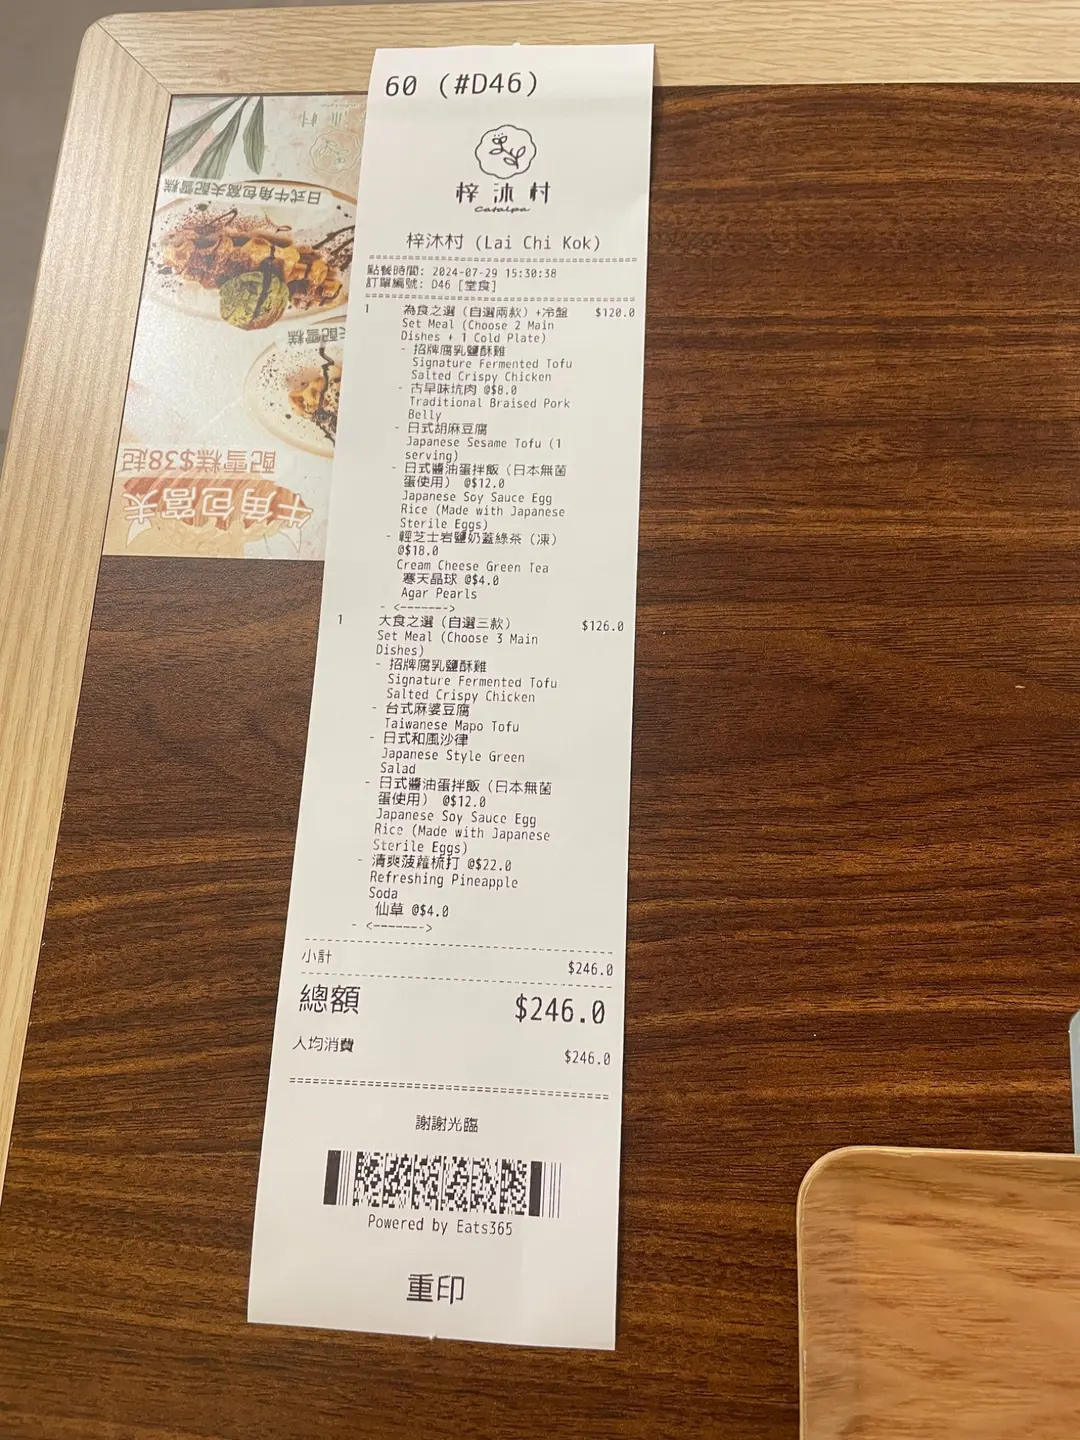 60 (#D46)
梓沐村
Catalpa
梓沐村 (Lai Chi Kok)
點餐時間: 2024-07-29 15:30:38
訂單編號: D46 [堂食]
1 為食之選（自選兩款）+冷盤 $120.0
Set Meal (Choose 2 Main
Dishes + 1 Cold Plate)
- 招牌腐乳鹽酥雞
Signature Fermented Tofu
Salted Crispy Chicken
- 古早味炕肉 @$8.0
Traditional Braised Pork
Belly
- 日式胡麻豆腐
Japanese Sesame Tofu (1
serving)
- 日式醬油蛋拌飯（日本無菌
蛋使用） @$12.0
Japanese Soy Sauce Egg
Rice (Made with Japanese
Sterile Eggs)
- 輕芝士岩鹽奶蓋綠茶（凍）
@$18.0
Cream Cheese Green Tea
寒天晶球 @$4.0
Agar Pearls
- <------->
1 大食之選（自選三款） $126.0
Set Meal (Choose 3 Main
Dishes)
- 招牌腐乳鹽酥雞
Signature Fermented Tofu
Salted Crispy Chicken
- 台式麻婆豆腐
Taiwanese Mapo Tofu
- 日式和風沙律
Japanese Style Green
Salad
- 日式醬油蛋拌飯（日本無菌
蛋使用） @$12.0
Japanese Soy Sauce Egg
Rice (Made with Japanese
Sterile Eggs)
- 清爽菠蘿梳打 @$22.0
Refreshing Pineapple
Soda
仙草 @$4.0
- <------->
小計 $246.0
總額 $246.0
人均消費 $246.0
謝謝光臨
Powered by Eats365
重印
日式牛角包窩夫配雪糕
夫配雪糕
配雪糕$38起
牛角包窩夫